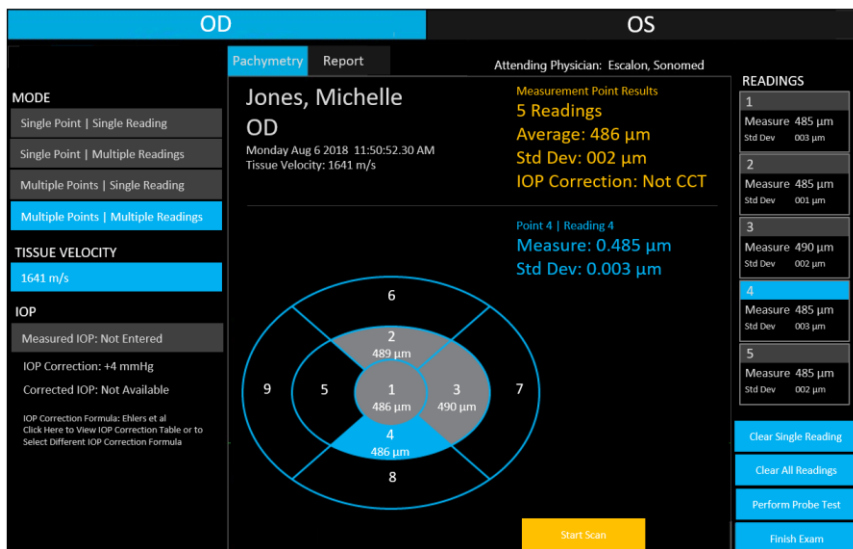 OD
OS
Pachymetry
Report
Attending Physician: Escalon, Sonomed
MODE
Single Point | Single Reading
Single Point | Multiple Readings
Multiple Points | Single Reading
Multiple Points | Multiple Readings
TISSUE VELOCITY
1641 m/s
IOP
Measured IOP: Not Entered
IOP Correction: +4 mmHg
Corrected IOP: Not Available
IOP Correction Formula: Ehlers et al
Click Here to View IOP Correction Table or to
Select Different IOP Correction Formula
Jones, Michelle
OD
Monday Aug 6 2018 11:50:52.30 AM
Tissue Velocity: 1641 m/s
Measurement Point Results
5 Readings
Average: 486 µm
Std Dev: 002 µm
IOP Correction: Not CCT
Point 4 | Reading 4
Measure: 0.485 µm
Std Dev: 0.003 µm
6
2
489 µm
9
5
1
486 µm
3
490 µm
7
4
486 µm
8
Start Scan
READINGS
1
Measure 485 µm
Std Dev 003 µm
2
Measure 485 µm
Std Dev 001 µm
3
Measure 490 µm
Std Dev 002 µm
4
Measure 485 µm
Std Dev 003 µm
5
Measure 485 µm
Std Dev 002 µm
Clear Single Reading
Clear All Readings
Perform Probe Test
Finish Exam